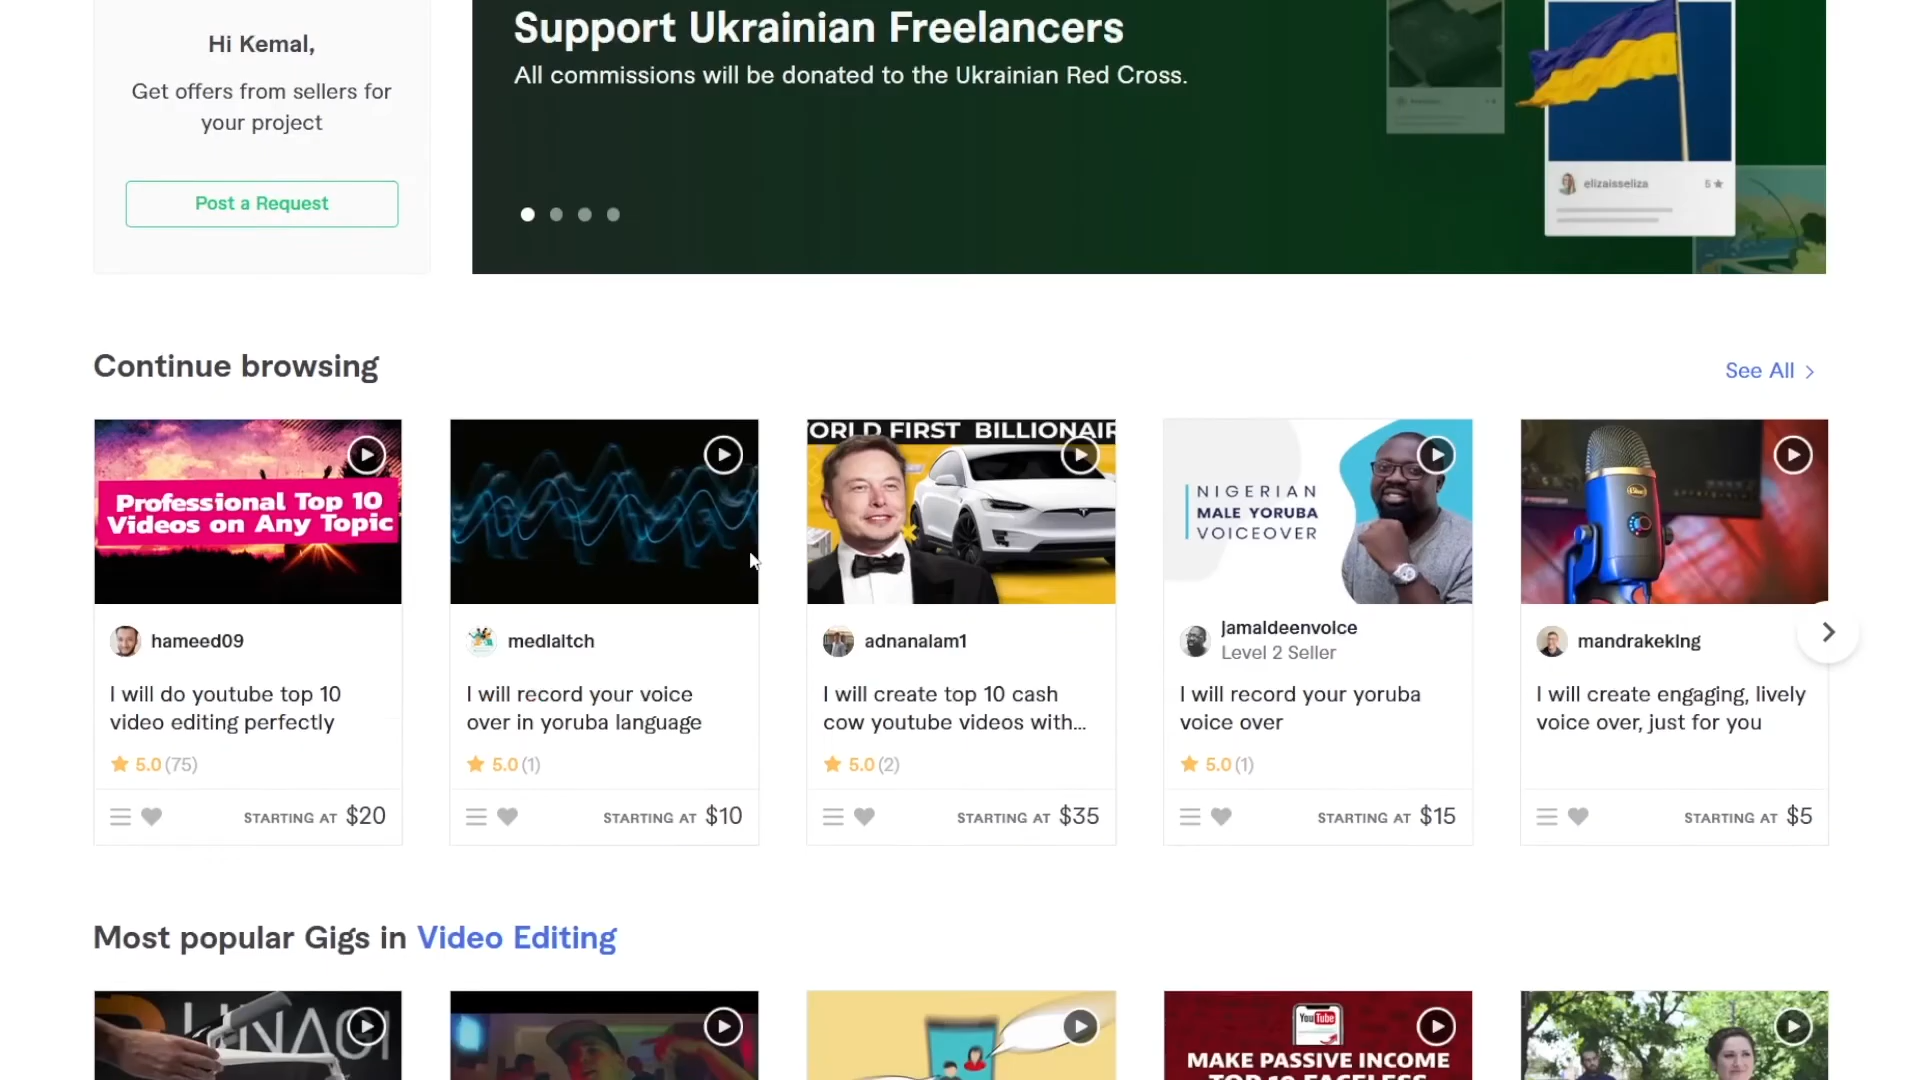 Hi Kemal,
Get offers from sellers for
your project
Post a Request
Support Ukrainian Freelancers
All commissions will be donated to the Ukrainian Red Cross.
elizaisseliza 5
Continue browsing
See All
Professional Top 10
Videos on Any Topic
hameed09
I will do youtube top 10
video editing perfectly
5.0 (75)
STARTING AT $20
medialtch
I will record your voice
over in yoruba language
5.0 (1)
STARTING AT $10
ORLD FIRST BILLIONAIR
adnanalam1
I will create top 10 cash
cow youtube videos with...
5.0 (2)
STARTING AT $35
NIGERIAN
MALE YORUBA
VOICEOVER
jamaldeenvoice
Level 2 Seller
I will record your yoruba
voice over
5.0 (1)
STARTING AT $15
mandrakeking
I will create engaging, lively
voice over, just for you
STARTING AT $5
Most popular Gigs in Video Editing
YouTube
MAKE PASSIVE INCOME
TOP 10 FACELESS